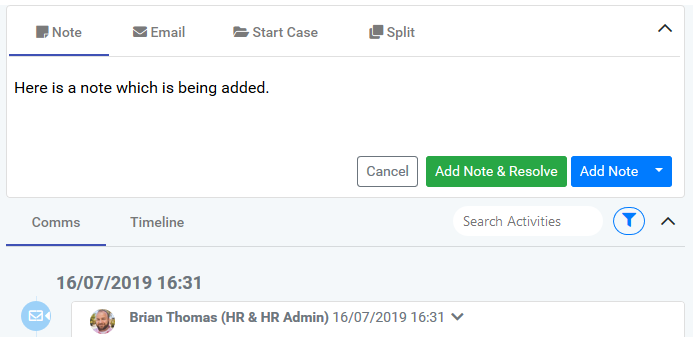 Note Email Start Case Split
Here is a note which is being added.
Cancel Add Note & Resolve Add Note
Comms Timeline Search Activities
16/07/2019 16:31
Brian Thomas (HR & HR Admin) 16/07/2019 16:31